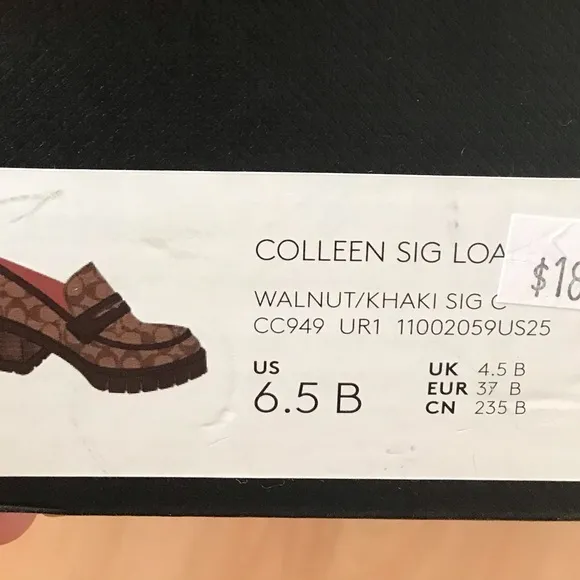 COLLEEN SIG
$18
WALNUT/KHAKI SIG C
CC949 UR1 11002059US25
US
6.5 B
UK 4.5 B
EUR 37 B
CN 235 B